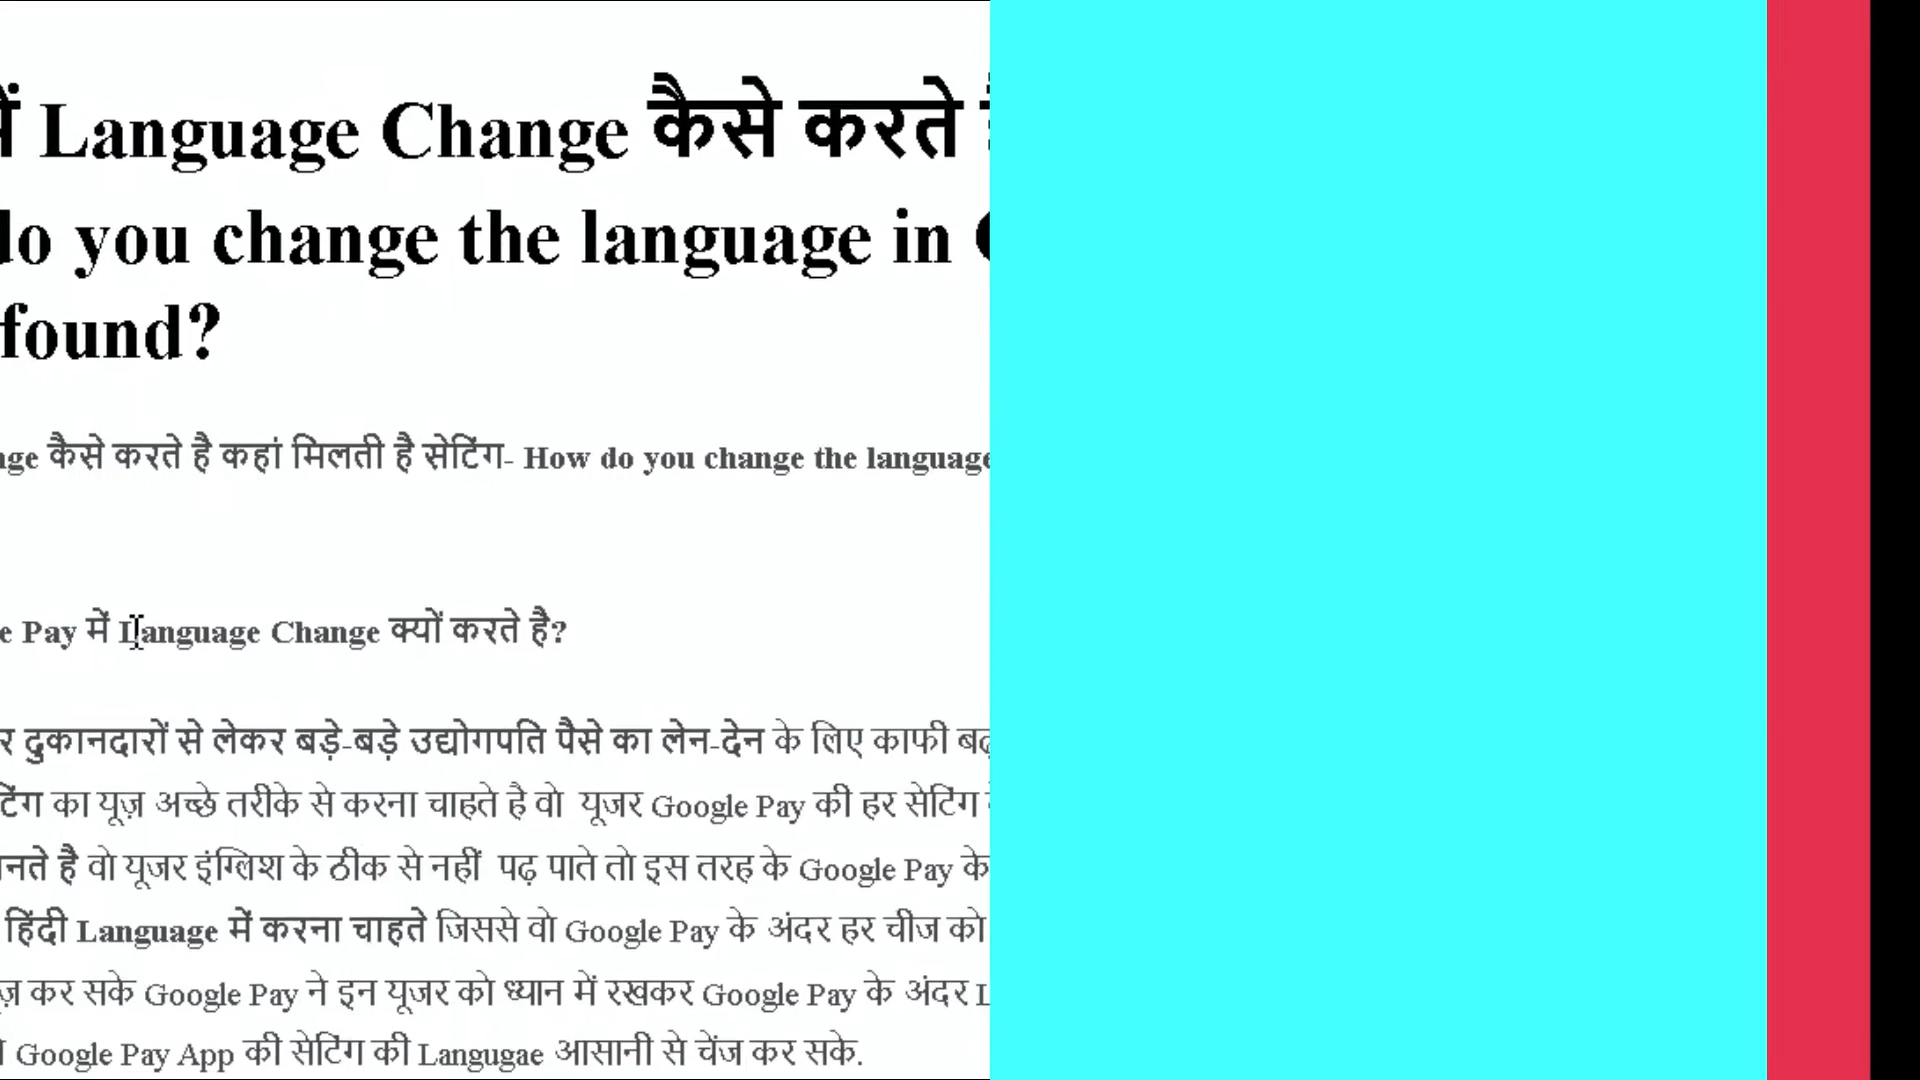 में Language Change कैसे करते
do you change the language in
found?
कैसे करते है कहां मिलती है सेटिंग- How do you change the language
Pay में Language Change क्यों करते है?
दुकानदारों से लेकर बड़े-बड़े उद्योगपति पैसे का लेन-देन के लिए काफी
का यूज़ अच्छे तरीके से करना चाहते है वो यूजर Google Pay की हर सेटिंग
है वो यूजर इंग्लिश के ठीक से नहीं पढ़ पाते तो इस तरह के Google Pay के
हिंदी Language में करना चाहते जिससे वो Google Pay के अंदर हर चीज को
कर सके Google Pay ने इन यूजर को ध्यान में रखकर Google Pay के अंदर
Google Pay App की सेटिंग की Langugae आसानी से चेंज कर सके.